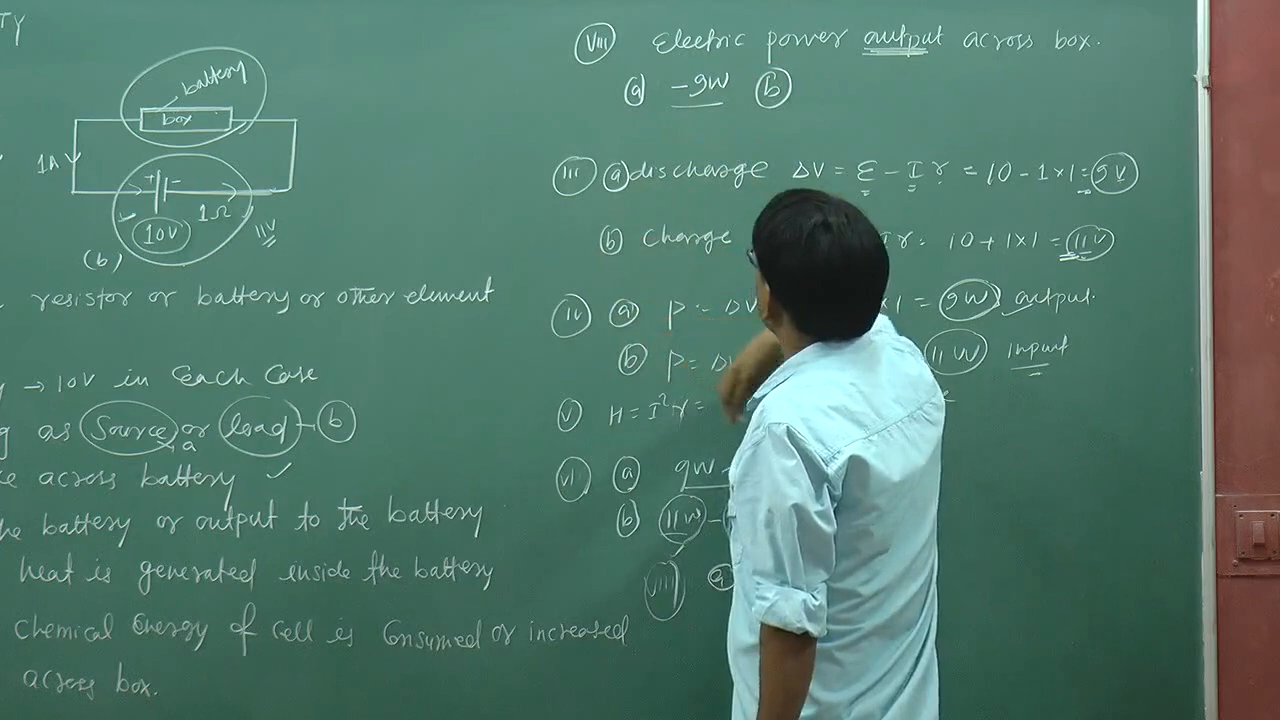 TY
battery
box
1A
+ -
1Ω
10V
11V
(b)
resistor or battery or other element
→ 10V in Each Case
as Source or load - b
a
across battery ✓
battery or output to the battery
heat is generated inside the battery
Chemical Energy of Cell is Consumed or increased
across box.
(viii) Electric power output across box.
(a) -9W (b)
(iii) (a) discharge ΔV = ε - I r = 10 - 1×1 = 9V
(b) Charge Ir = 10 + 1×1 = 11V
(iv) (a) P = ΔV ×1 = 9W output.
(b) P = 11W input
(v) H = I²r =
(vi) (a) 9W
(b) 11W -
(viii) (a)